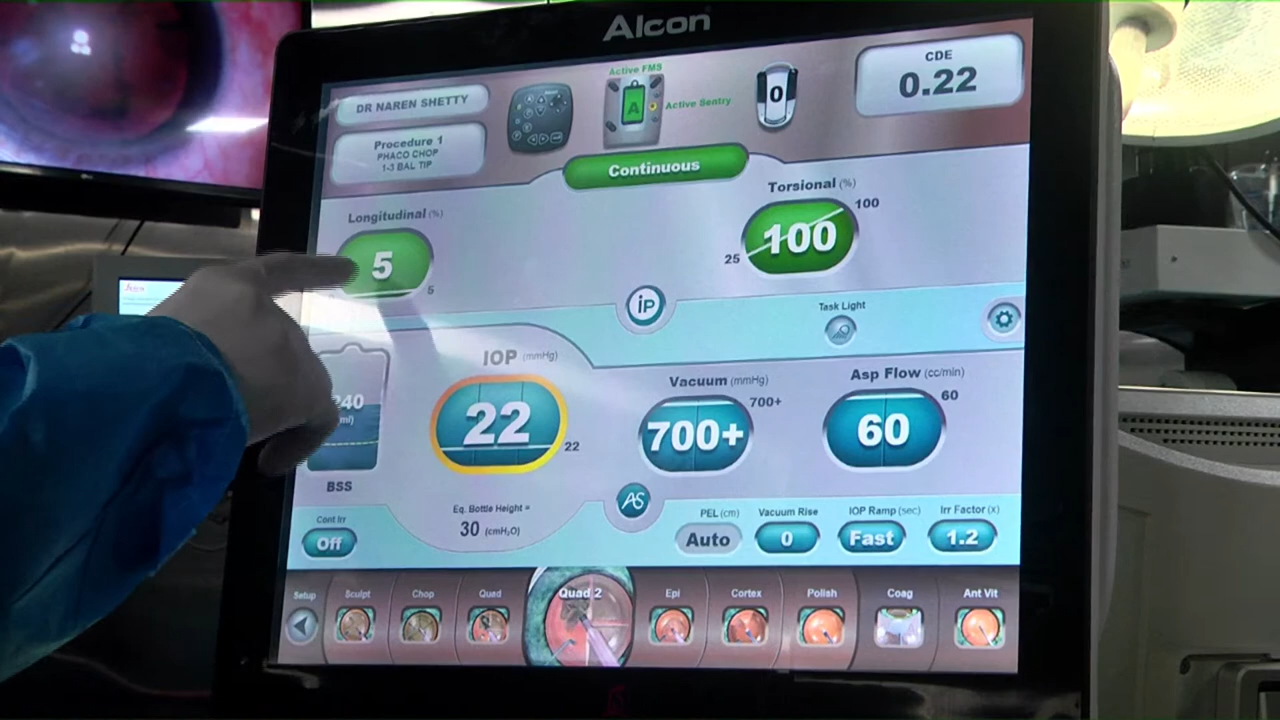 Alcon
DR NAREN SHETTY
Procedure 1
PHACO CHOP
1-3 BAL TIP
Active FMS
A
Active Sentry
0
CDE
0.22
Continuous
Longitudinal (%)
5
5
Torsional (%)
100
100
25
iP
Task Light
40
ml)
BSS
IOP (mmHg)
22
22
Vacuum (mmHg)
700+
700+
Asp Flow (cc/min)
60
60
Eq. Bottle Height =
30 (cmH₂O)
AS
Cont Irr
Off
PEL (cm)
Auto
Vacuum Rise
0
IOP Ramp (sec)
Fast
Irr Factor (X)
1.2
Setup
Sculpt
Chop
Quad
Quad 2
Epi
Cortex
Polish
Coag
Ant Vit